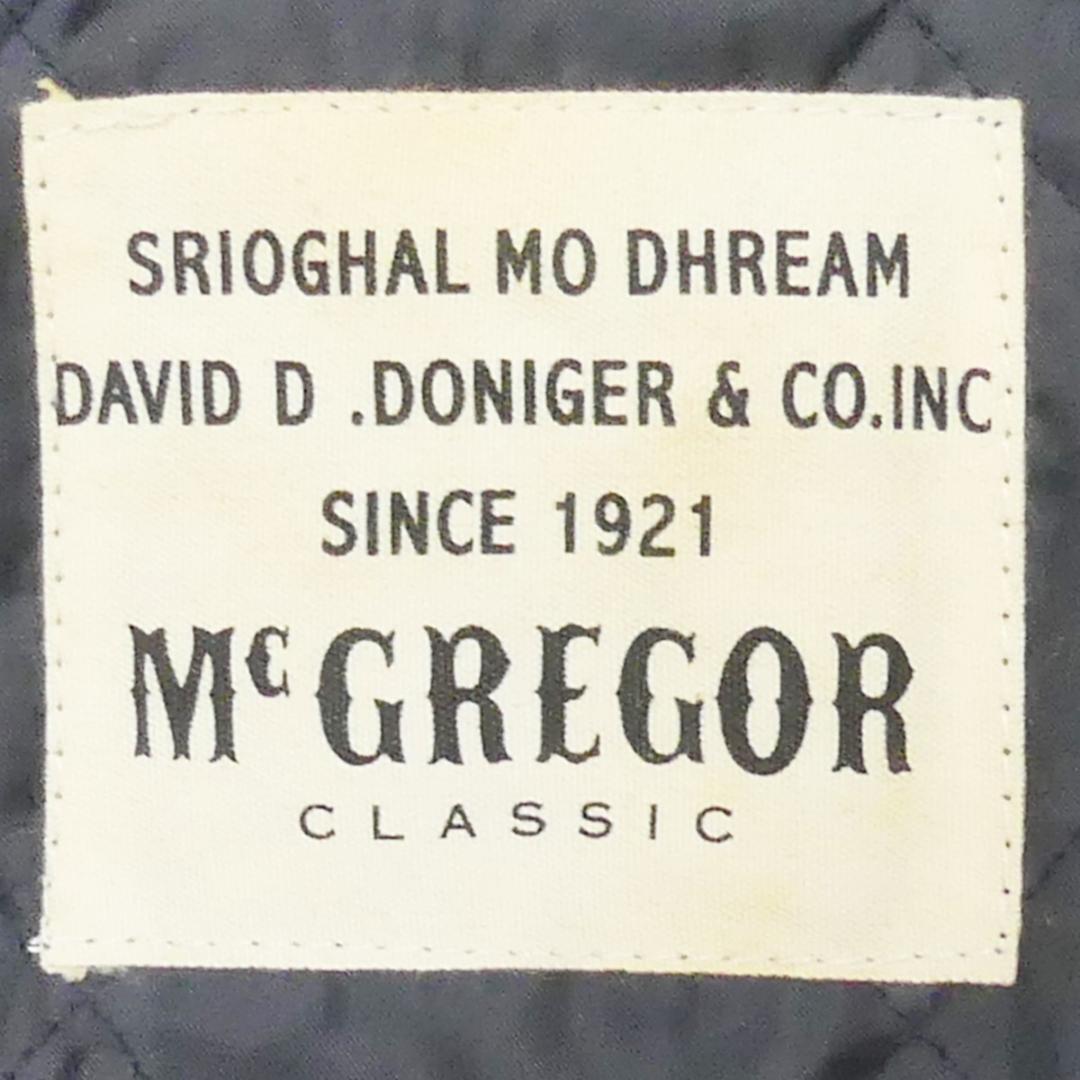 SRIOGHAL MO DHREAM
DAVID D .DONIGER & CO.INC
SINCE 1921
McGREGOR
CLASSIC